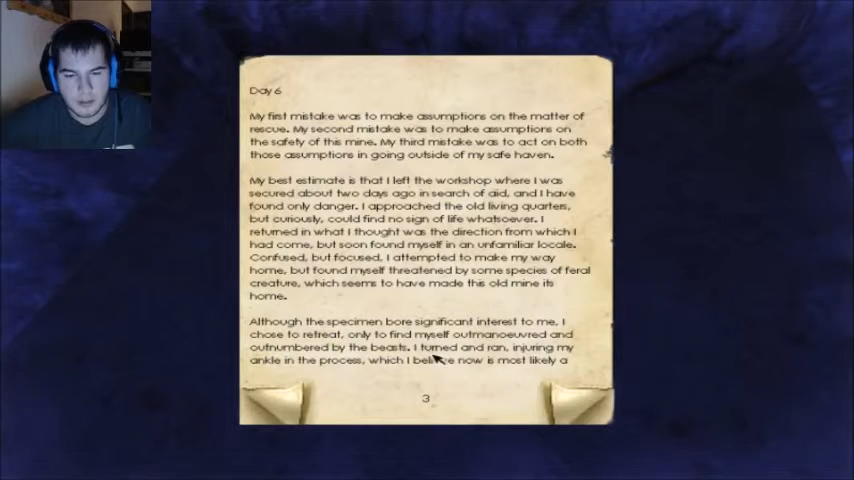 Day 6
My first mistake was to make assumptions on the matter of
rescue. My second mistake was to make assumptions on
the safety of this mine. My third mistake was to act on both
those assumptions in going outside of my safe haven.
My best estimate is that I left the workshop where I was
secured about two days ago in search of aid, and I have
found only danger. I approached the old living quarters,
but curiously, could find no sign of life whatsoever. I
returned in what I thought was the direction from which I
had come, but soon found myself in an unfamiliar locale.
Confused, but focused, I attempted to make my way
home, but found myself threatened by some species of feral
creature, which seems to have made this old mine its
home.
Although the specimen bore significant interest to me, I
chose to retreat, only to find myself outmanoeuvred and
outnumbered by the beasts. I turned and ran, injuring my
ankle in the process, which I believe now is most likely a
3